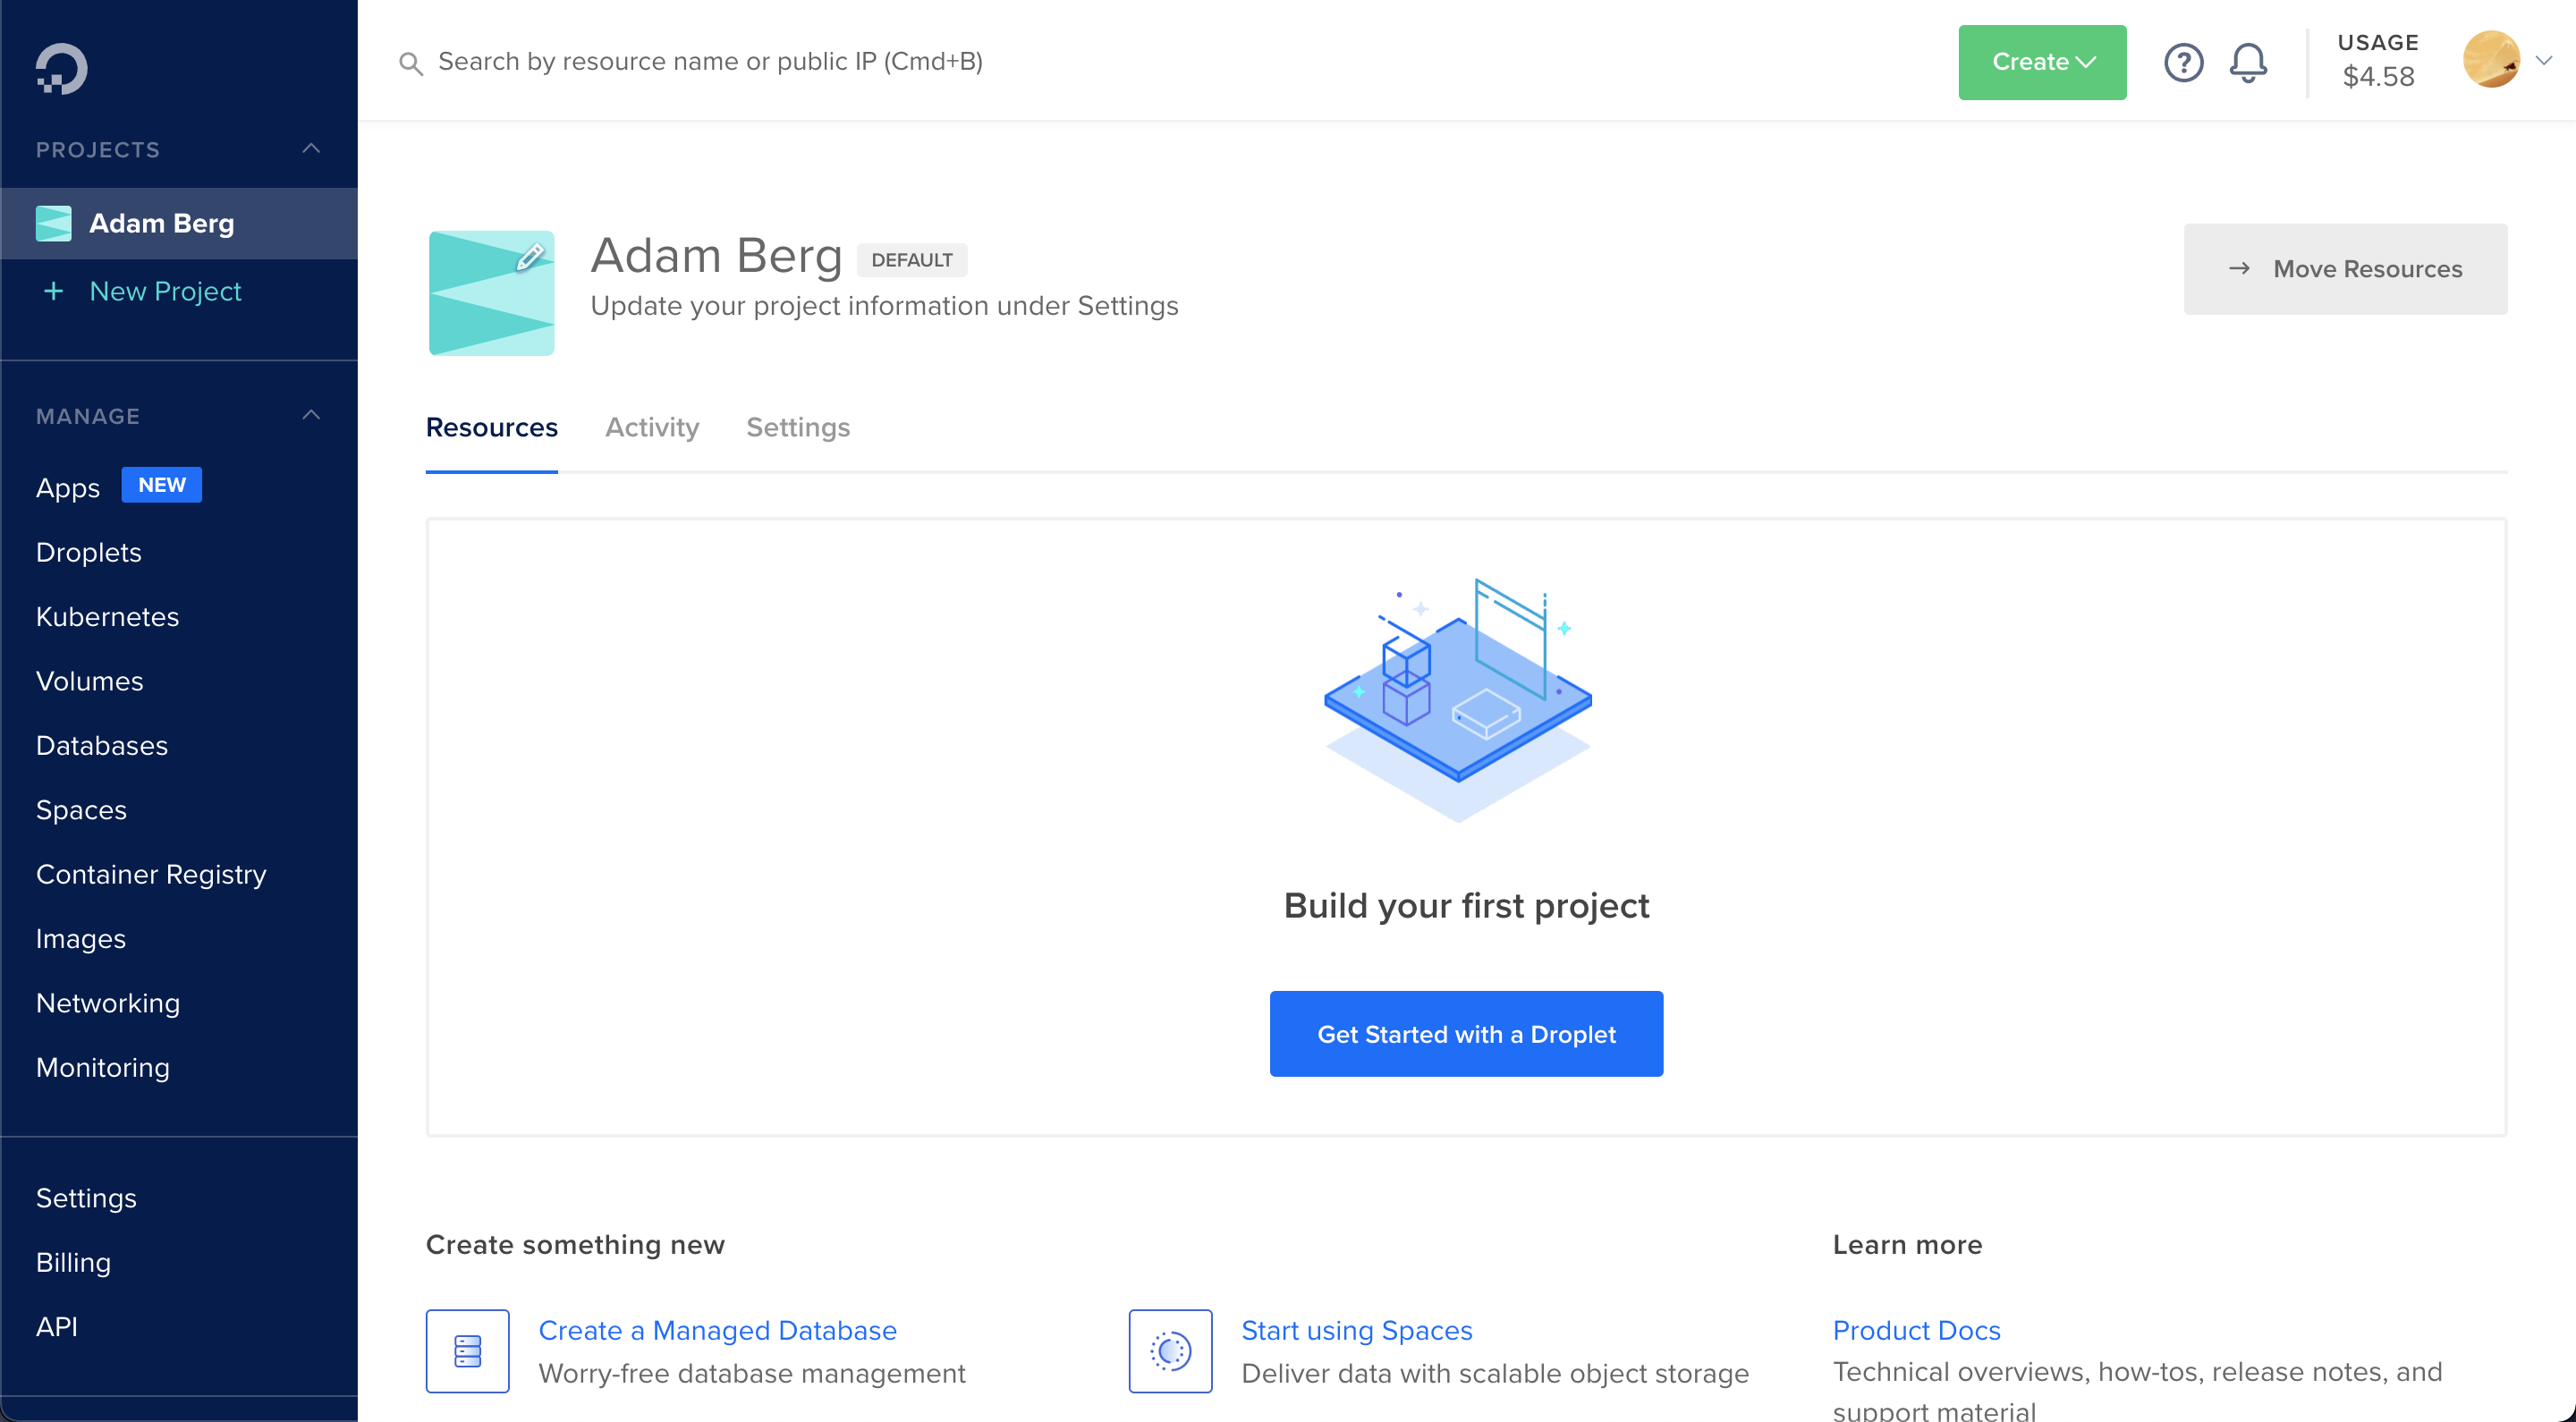 Search by resource name or public IP (Cmd+B)
Create
USAGE
$4.58
PROJECTS
Adam Berg
+ New Project
MANAGE
Apps NEW
Droplets
Kubernetes
Volumes
Databases
Spaces
Container Registry
Images
Networking
Monitoring
Settings
Billing
API
Adam Berg DEFAULT
Update your project information under Settings
→ Move Resources
Resources Activity Settings
Build your first project
Get Started with a Droplet
Create something new
Create a Managed Database
Worry-free database management
Start using Spaces
Deliver data with scalable object storage
Learn more
Product Docs
Technical overviews, how-tos, release notes, and
support material